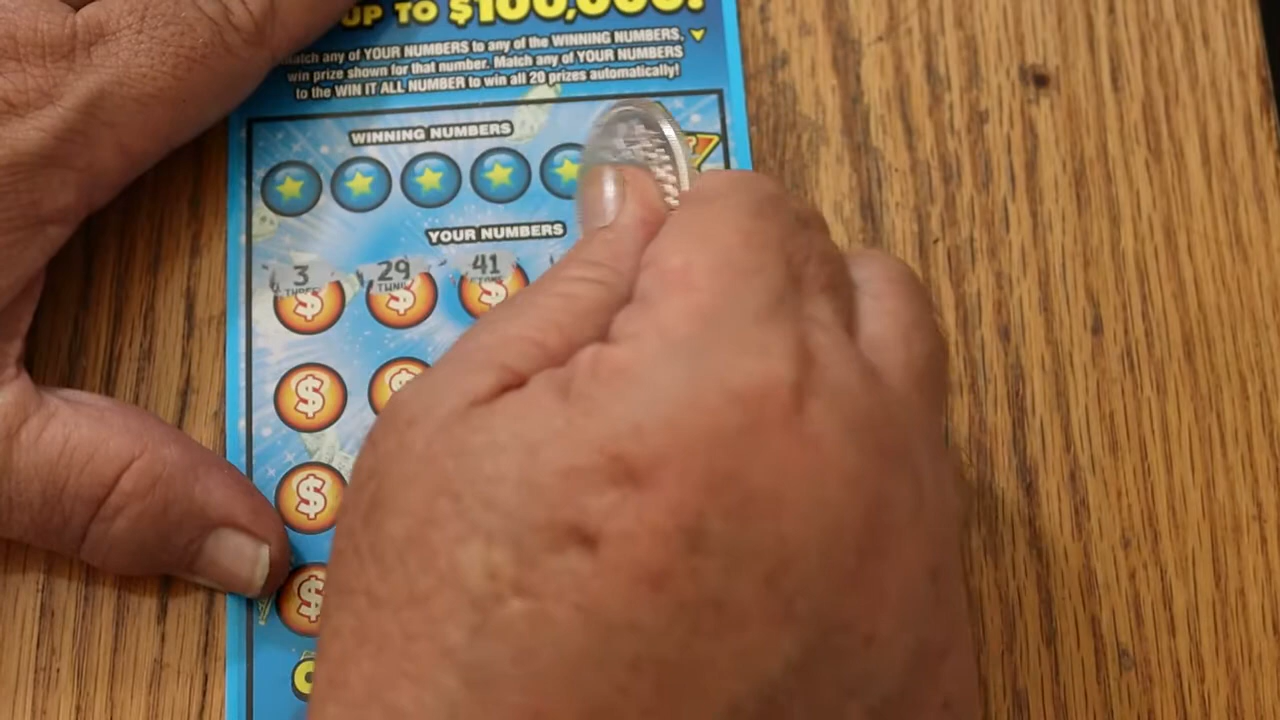 UP TO $100,000!
Match any of YOUR NUMBERS to any of the WINNING NUMBERS,
win prize shown for that number. Match any of YOUR NUMBERS
to the WIN IT ALL NUMBER to win all 20 prizes automatically!
WINNING NUMBERS
YOUR NUMBERS
3 29 41
THREE
$ $ $
$ $
$
$